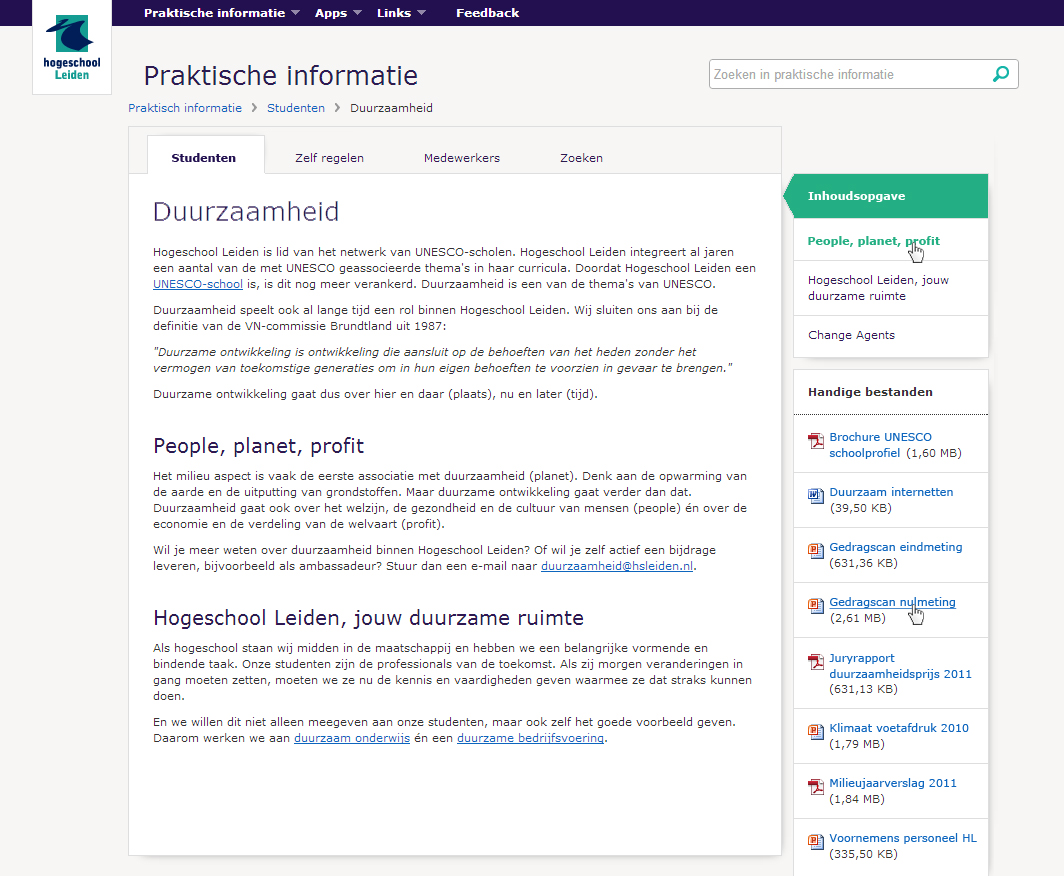 Praktische informatie Apps Links Feedback
hogeschool
Leiden
Praktische informatie
Zoeken in praktische informatie
Praktisch informatie Studenten Duurzaamheid
Studenten Zelf regelen Medewerkers Zoeken
Duurzaamheid
Hogeschool Leiden is lid van het netwerk van UNESCO-scholen. Hogeschool Leiden integreert al jaren
een aantal van de met UNESCO geassocieerde thema's in haar curricula. Doordat Hogeschool Leiden een
UNESCO-school is, is dit nog meer verankerd. Duurzaamheid is een van de thema's van UNESCO.
Duurzaamheid speelt ook al lange tijd een rol binnen Hogeschool Leiden. Wij sluiten ons aan bij de
definitie van de VN-commissie Brundtland uit 1987:
"Duurzame ontwikkeling is ontwikkeling die aansluit op de behoeften van het heden zonder het
vermogen van toekomstige generaties om in hun eigen behoeften te voorzien in gevaar te brengen."
Duurzame ontwikkeling gaat dus over hier en daar (plaats), nu en later (tijd).
People, planet, profit
Het milieu aspect is vaak de eerste associatie met duurzaamheid (planet). Denk aan de opwarming van
de aarde en de uitputting van grondstoffen. Maar duurzame ontwikkeling gaat verder dan dat.
Duurzaamheid gaat ook over het welzijn, de gezondheid en de cultuur van mensen (people) én over de
economie en de verdeling van de welvaart (profit).
Wil je meer weten over duurzaamheid binnen Hogeschool Leiden? Of wil je zelf actief een bijdrage
leveren, bijvoorbeeld als ambassadeur? Stuur dan een e-mail naar duurzaamheid@hsleiden.nl.
Hogeschool Leiden, jouw duurzame ruimte
Als hogeschool staan wij midden in de maatschappij en hebben we een belangrijke vormende en
bindende taak. Onze studenten zijn de professionals van de toekomst. Als zij morgen veranderingen in
gang moeten zetten, moeten we ze nu de kennis en vaardigheden geven waarmee ze dat straks kunnen
doen.
En we willen dit niet alleen meegeven aan onze studenten, maar ook zelf het goede voorbeeld geven.
Daarom werken we aan duurzaam onderwijs én een duurzame bedrijfsvoering.
Inhoudsopgave
People, planet, profit
Hogeschool Leiden, jouw
duurzame ruimte
Change Agents
Handige bestanden
Brochure UNESCO
schoolprofiel (1,60 MB)
Duurzaam internetten
(39,50 KB)
Gedragscan eindmeting
(631,36 KB)
Gedragscan nulmeting
(2,61 MB)
Juryrapport
duurzaamheidsprijs 2011
(631,13 KB)
Klimaat voetafdruk 2010
(1,79 MB)
Milieujaarverslag 2011
(1,84 MB)
Voornemens personeel HL
(335,50 KB)